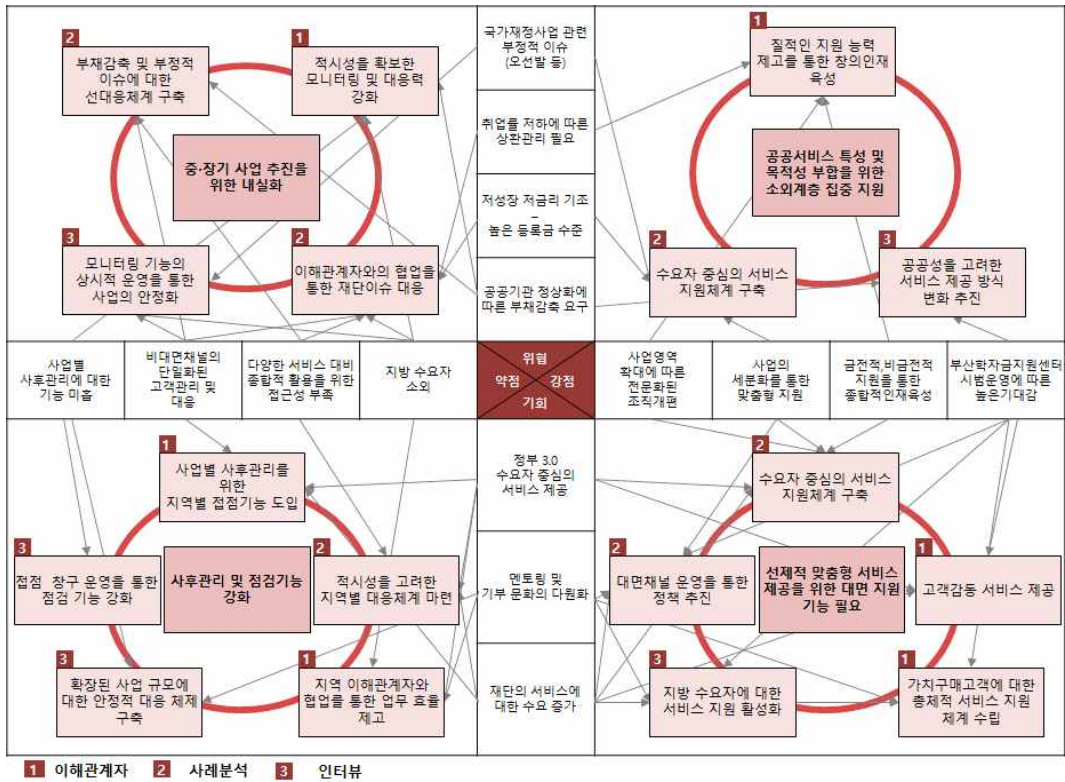 2
부채감축 및 부정적
이슈에 대한
선대응체계 구축
1
적시성을 확보한
모니터링 및 대응력
강화
중·장기 사업 추진을
위한 내실화
3
모니터링 기능의
상시적 운영을 통한
사업의 안정화
2
이해관계자와의 협업을
통한 재단이슈 대응
국가재정사업 관련
부정적 이슈
(오선발 등)
취업률 저하에 따른
상환관리 필요
저성장 저금리 기조
–
높은 등록금 수준
공공기관 정상화에
따른 부채감축 요구
1
질적인 지원 능력
제고를 통한 창의인재
육성
공공서비스 특성 및
목적성 부합을 위한
소외계층 집중 지원
2
수요자 중심의 서비스
지원체계 구축
3
공공성을 고려한
서비스 제공 방식
변화 추진
사업별
사후관리에 대한
기능 미흡
비대면채널의
단일화된
고객관리 및
대응
다양한 서비스 대비
종합적 활용을 위한
접근성 부족
지방 수요자
소외
위협
약점
강점
기회
사업영역
확대에 따른
전문화된
조직개편
사업의
세분화를 통한
맞춤형 지원
금전적,비금전적
지원을 통한
종합적인재육성
부산학자금지원센터
시범운영에 따른
높은기대감
1
사업별 사후관리를
위한
지역별 접점기능 도입
3
접점 창구 운영을 통한
점검 기능 강화
사후관리 및 점검기능
강화
2
적시성을 고려한
지역별 대응체계 마련
3
확장된 사업 규모에
대한 안정적 대응 체제
구축
1
지역 이해관계자와
협업를 통한 업무 효율
제고
정부 3.0
수요자 중심의
서비스 제공
멘토링 및
기부 문화의 다원화
재단의 서비스에
대한 수요 증가
2
수요자 중심의 서비스
지원체계 구축
2
대면채널 운영을 통한
정책 추진
선제적 맞춤형 서비스
제공을 위한 대면 지원
기능 필요
1
고객감동 서비스 제공
3
지방 수요자에 대한
서비스 지원 활성화
1
가치구매고객에 대한
총체적 서비스 지원
체계 수립
1 이해관계자 2 사례분석 3 인터뷰